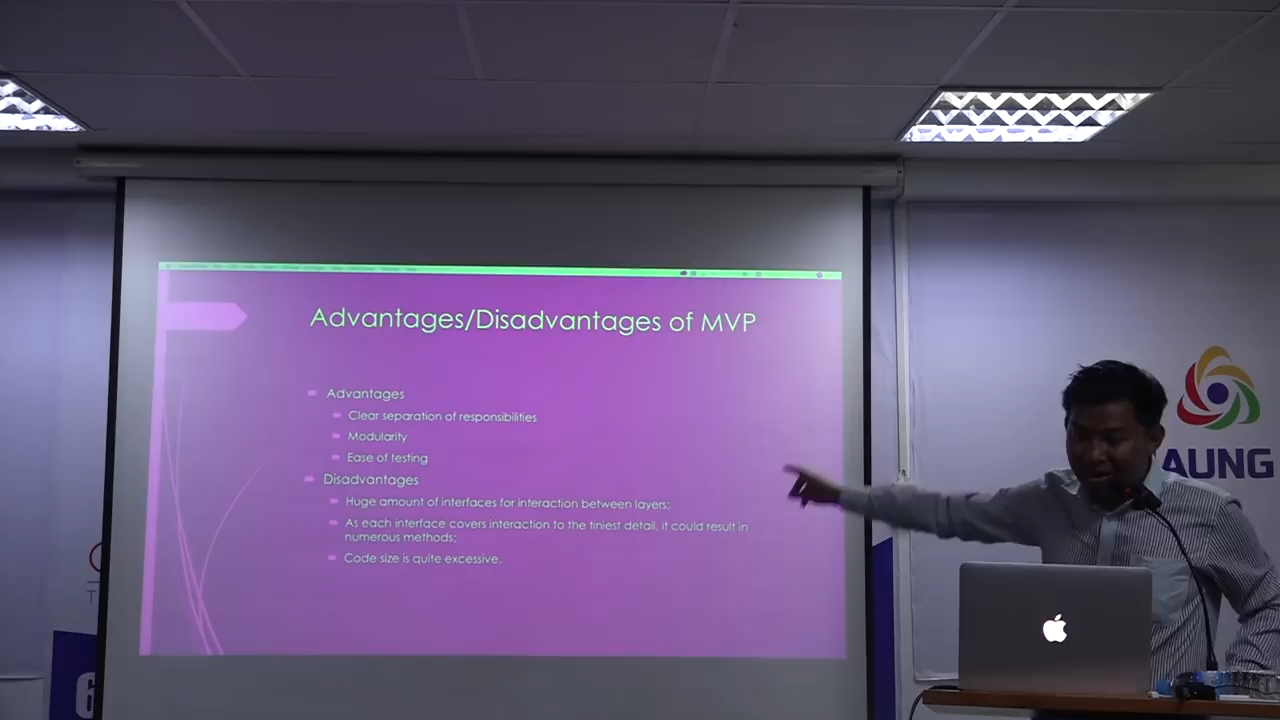 Advantages/Disadvantages of MVP
Advantages
Clear separation of responsibilities
Modularity
Ease of testing
Disadvantages
Huge amount of interfaces for interaction between layers;
As each interface covers interaction to the tiniest detail, it could result in
numerous methods;
Code size is quite excessive.
AUNG
6